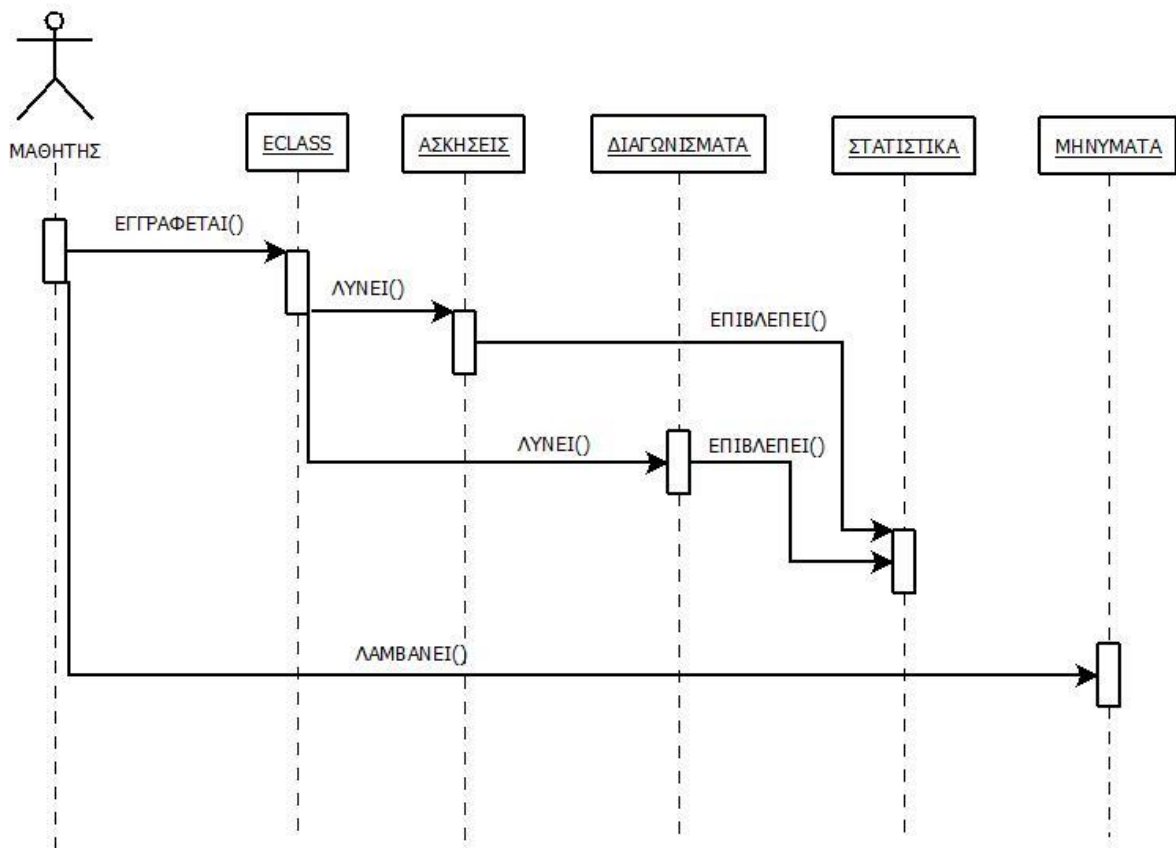 ΜΑΘΗΤΗΣ
ECLASS
ΑΣΚΗΣΕΙΣ
ΔΙΑΓΩΝΙΣΜΑΤΑ
ΣΤΑΤΙΣΤΙΚΑ
ΜΗΝΥΜΑΤΑ
ΕΓΓΡΑΦΕΤΑΙ()
ΛΥΝΕΙ()
ΕΠΙΒΛΕΠΕΙ()
ΛΥΝΕΙ()
ΕΠΙΒΛΕΠΕΙ()
ΛΑΜΒΑΝΕΙ()